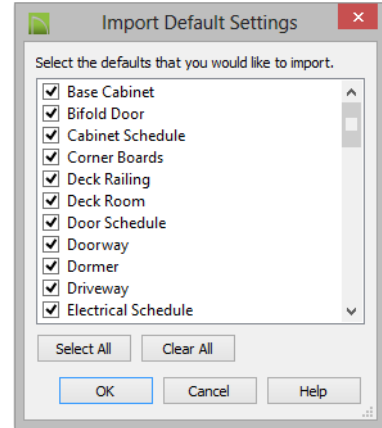 Import Default Settings
Select the defaults that you would like to import.
Base Cabinet
Bifold Door
Cabinet Schedule
Corner Boards
Deck Railing
Deck Room
Door Schedule
Doorway
Dormer
Driveway
Electrical Schedule
Select All Clear All
OK Cancel Help